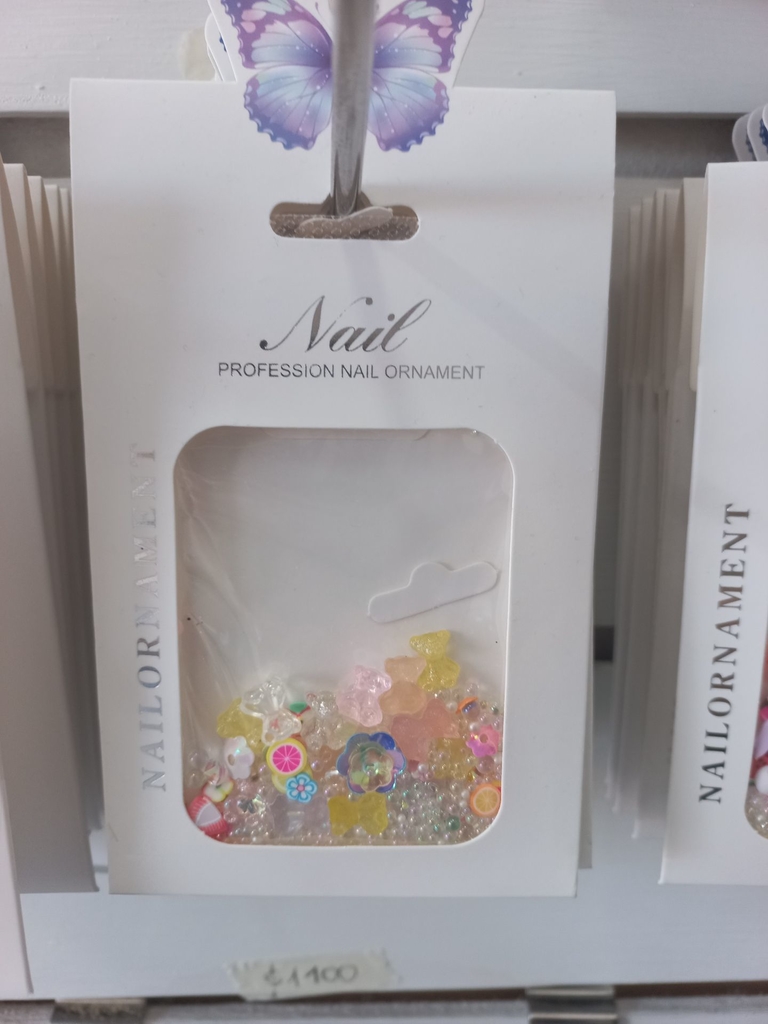 Nail
PROFESSION NAIL ORNAMENT
NAILORNAMENT
NAILORNAMENT
₡1100